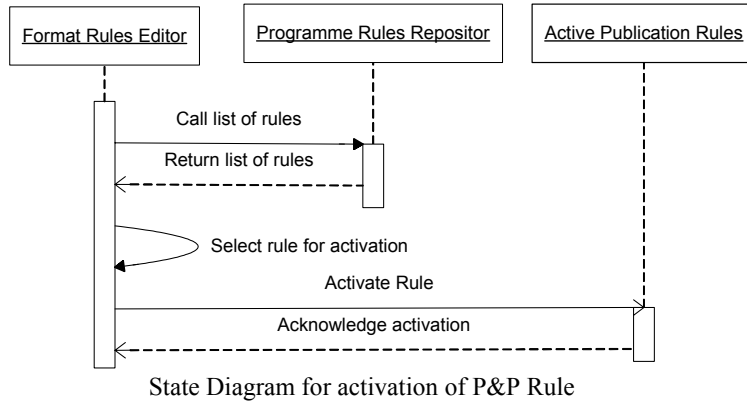 Format Rules Editor
Programme Rules Repositor
Active Publication Rules
Call list of rules
Return list of rules
Select rule for activation
Activate Rule
Acknowledge activation
State Diagram for activation of P&P Rule